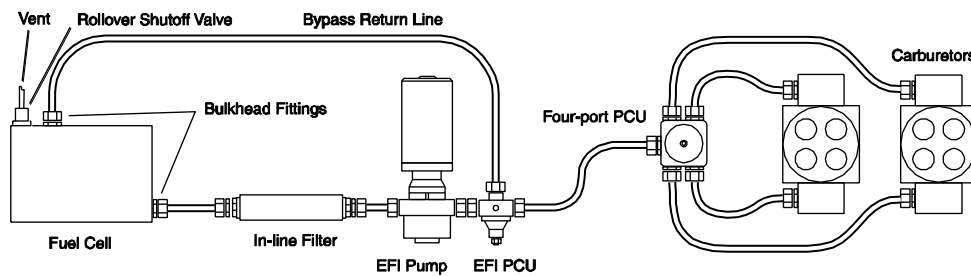 Vent
Rollover Shutoff Valve
Bypass Return Line
Carburetors
Bulkhead Fittings
Four-port PCU
Fuel Cell
In-line Filter
EFI Pump
EFI PCU